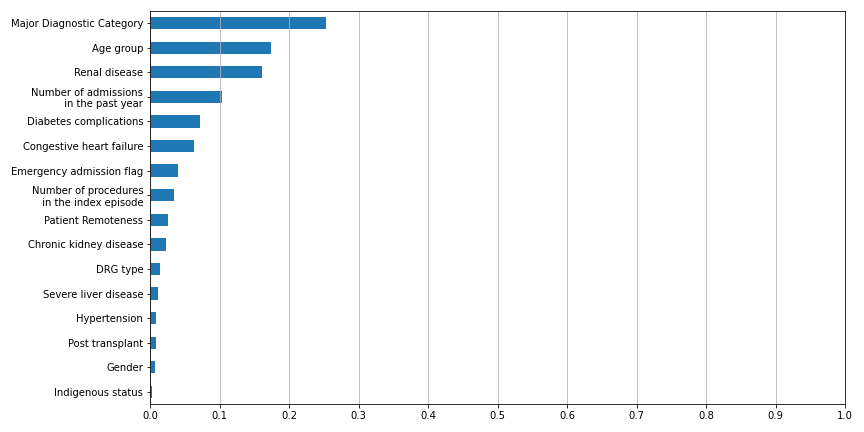 Major Diagnostic Category
Age group
Renal disease
Number of admissions
in the past year
Diabetes complications
Congestive heart failure
Emergency admission flag
Number of procedures
in the index episode
Patient Remoteness
Chronic kidney disease
DRG type
Severe liver disease
Hypertension
Post transplant
Gender
Indigenous status
0.0 0.1 0.2 0.3 0.4 0.5 0.6 0.7 0.8 0.9 1.0